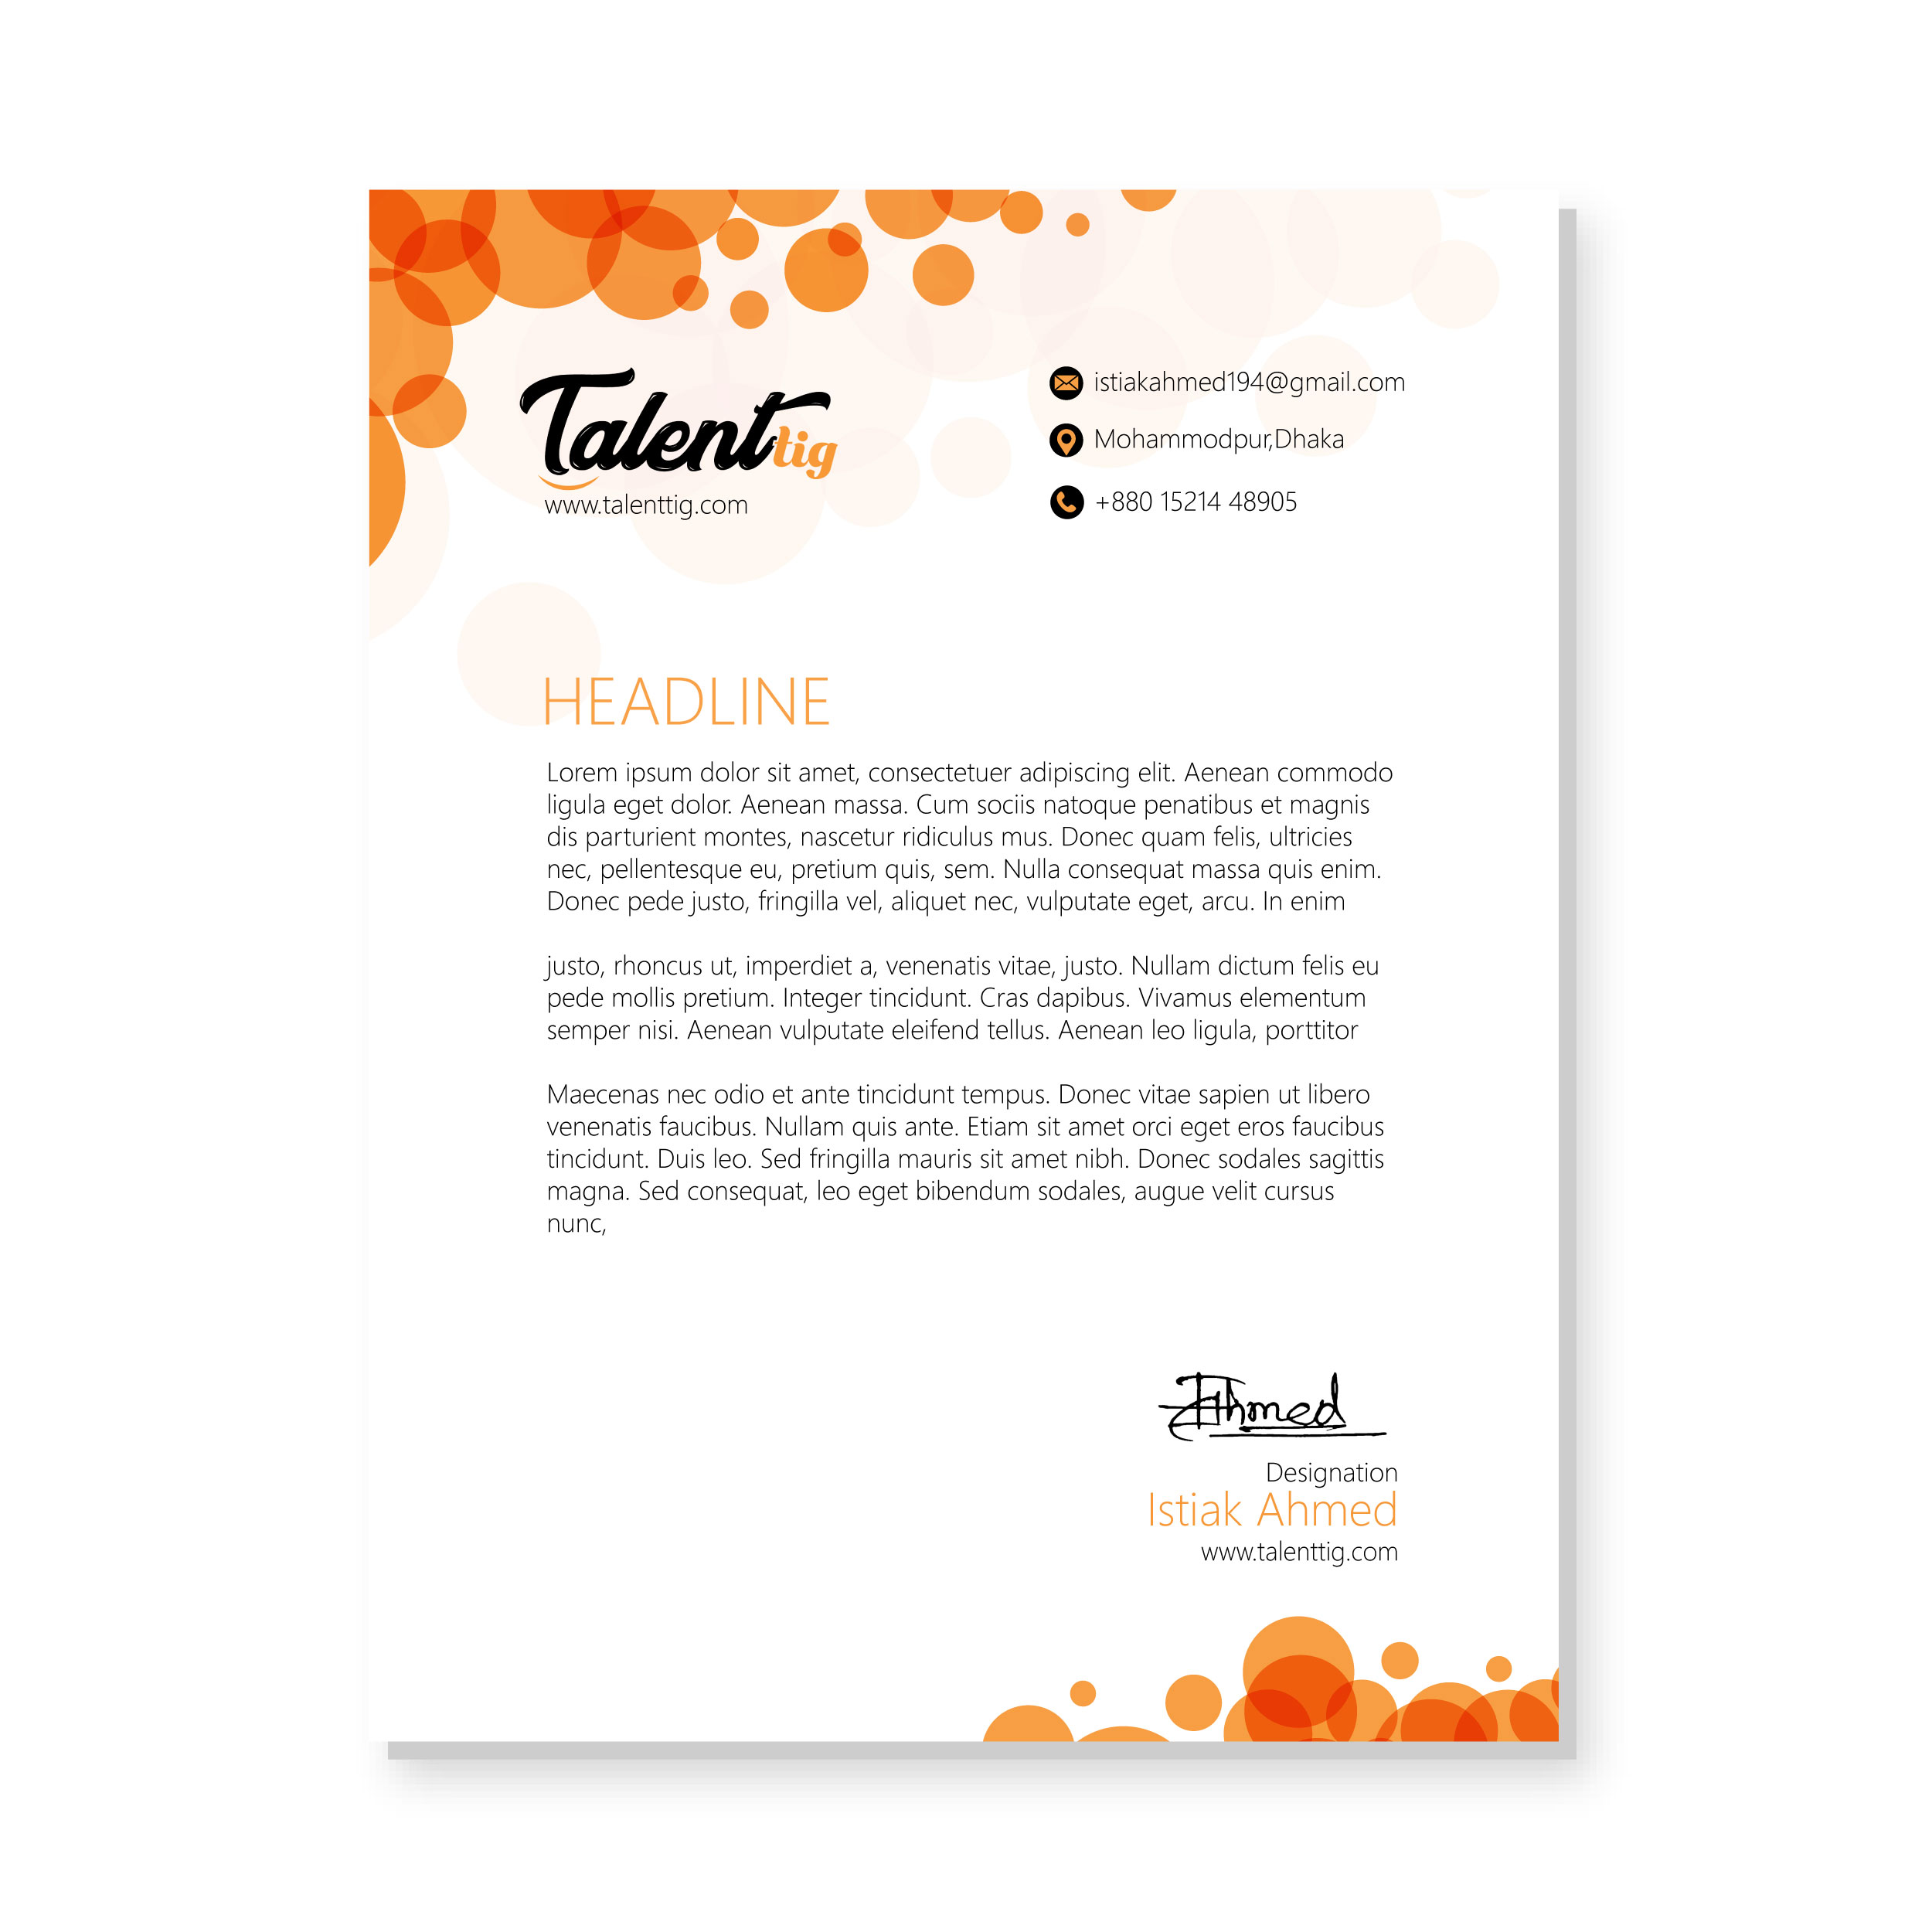 Talent tig
www.talenttig.com
istiakahmed194@gmail.com
Mohammodpur,Dhaka
+880 15214 48905
HEADLINE
Lorem ipsum dolor sit amet, consectetuer adipiscing elit. Aenean commodo
ligula eget dolor. Aenean massa. Cum sociis natoque penatibus et magnis
dis parturient montes, nascetur ridiculus mus. Donec quam felis, ultricies
nec, pellentesque eu, pretium quis, sem. Nulla consequat massa quis enim.
Donec pede justo, fringilla vel, aliquet nec, vulputate eget, arcu. In enim
justo, rhoncus ut, imperdiet a, venenatis vitae, justo. Nullam dictum felis eu
pede mollis pretium. Integer tincidunt. Cras dapibus. Vivamus elementum
semper nisi. Aenean vulputate eleifend tellus. Aenean leo ligula, porttitor
Maecenas nec odio et ante tincidunt tempus. Donec vitae sapien ut libero
venenatis faucibus. Nullam quis ante. Etiam sit amet orci eget eros faucibus
tincidunt. Duis leo. Sed fringilla mauris sit amet nibh. Donec sodales sagittis
magna. Sed consequat, leo eget bibendum sodales, augue velit cursus
nunc,
IAhmed
Designation
Istiak Ahmed
www.talenttig.com